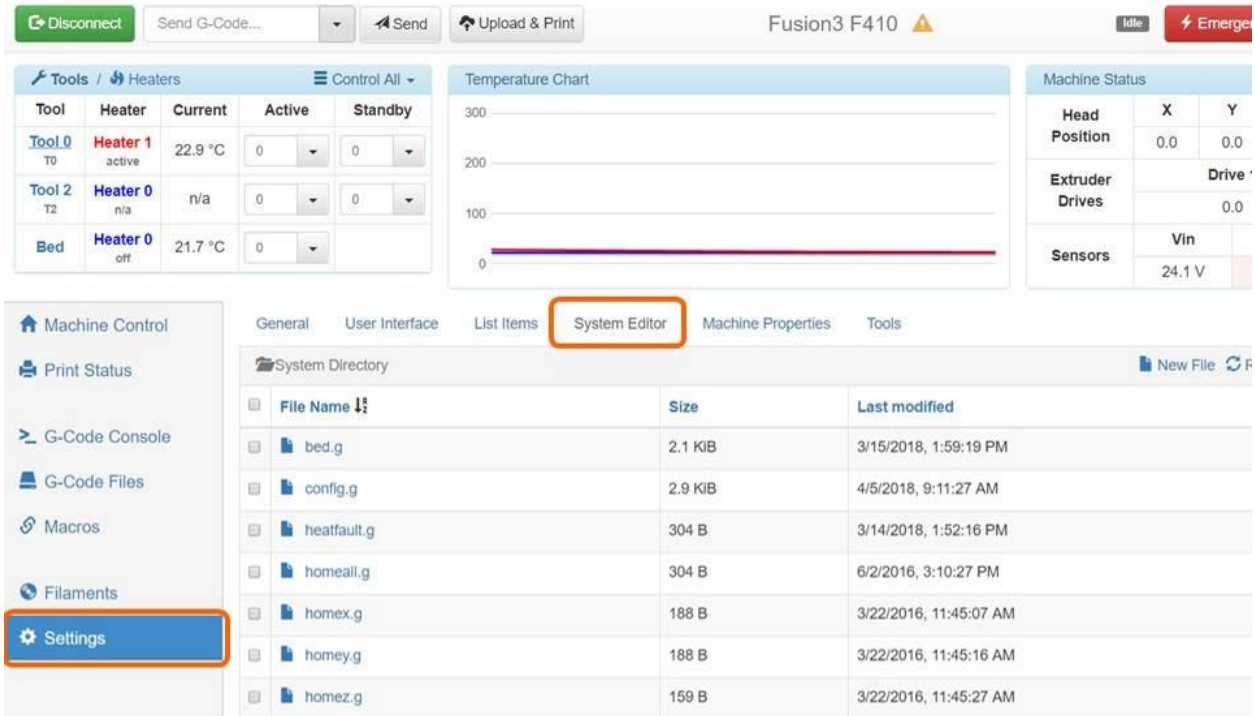 Disconnect Send G-Code... Send Upload & Print Fusion3 F410 Idle Emerger
Tools / Heaters Control All
Tool Heater Current Active Standby
Tool 0 Heater 1 22.9 °C 0 0
T0 active
Tool 2 Heater 0 n/a 0 0
T2 n/a
Bed Heater 0 21.7 °C 0
off
Temperature Chart
300
200
100
0
Machine Status
Head Position X Y
0.0 0.0
Extruder Drives Drive 1
0.0
Sensors Vin
24.1 V
Machine Control
Print Status
G-Code Console
G-Code Files
Macros
Filaments
Settings
General User Interface List Items System Editor Machine Properties Tools
System Directory New File R
File Name Size Last modified
bed.g 2.1 KiB 3/15/2018, 1:59:19 PM
config.g 2.9 KiB 4/5/2018, 9:11:27 AM
heatfault.g 304 B 3/14/2018, 1:52:16 PM
homeall.g 304 B 6/2/2016, 3:10:27 PM
homex.g 188 B 3/22/2016, 11:45:07 AM
homey.g 188 B 3/22/2016, 11:45:16 AM
homez.g 159 B 3/22/2016, 11:45:27 AM